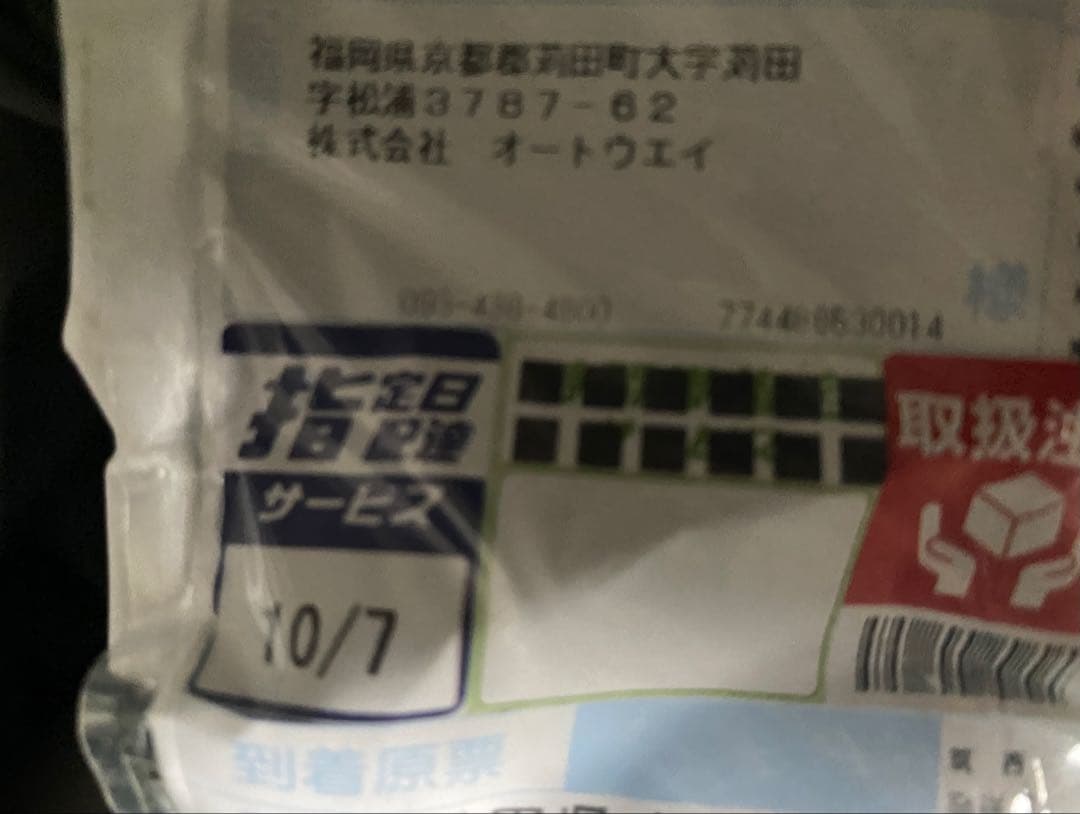 福岡県京都郡苅田町大字苅田
字松浦3787-62
株式会社 オートウエイ
様
指定日
配達
サービス
取扱
10/7
到着原票